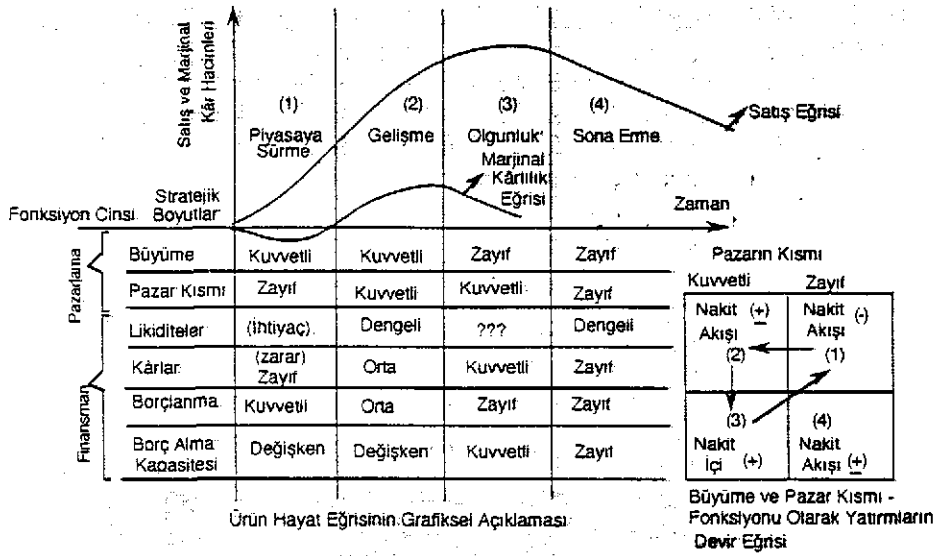 Satış ve Marjinal
Kâr Hacimleri
(1)
Piyasaya
Sürme
(2)
Gelişme
(3)
Olgunluk
(4)
Sona Erme
Satış Eğrisi
Marjinal
Kârlılık
Eğrisi
Zaman
Fonksiyon Cinsi
Stratejik
Boyutlar
Pazarlama
Büyüme Kuvvetli Kuvvetli Zayıf Zayıf
Pazar Kısmı Zayıf Kuvvetli Kuvvetli Zayıf
Finansman
Likiditeler (ihtiyaç) Dengeli ??? Dengeli
Kârlar (zarar) Zayıf Orta Kuvvetli Zayıf
Borçlanma Kuvvetli Orta Zayıf Zayıf
Borç Alma Kapasitesi Değişken Değişken Kuvvetli Zayıf
Ürün Hayat Eğrisinin Grafiksel Açıklaması
Pazarın Kısmı
Kuvvetli Zayıf
Nakit Akışı (±)
(2)
Nakit Akışı (-)
(1)
(3)
Nakit İçi (+)
(4)
Nakit Akışı (±)
Büyüme ve Pazar Kısmı -
Fonksiyonu Olarak Yatırmların
Devir Eğrisi